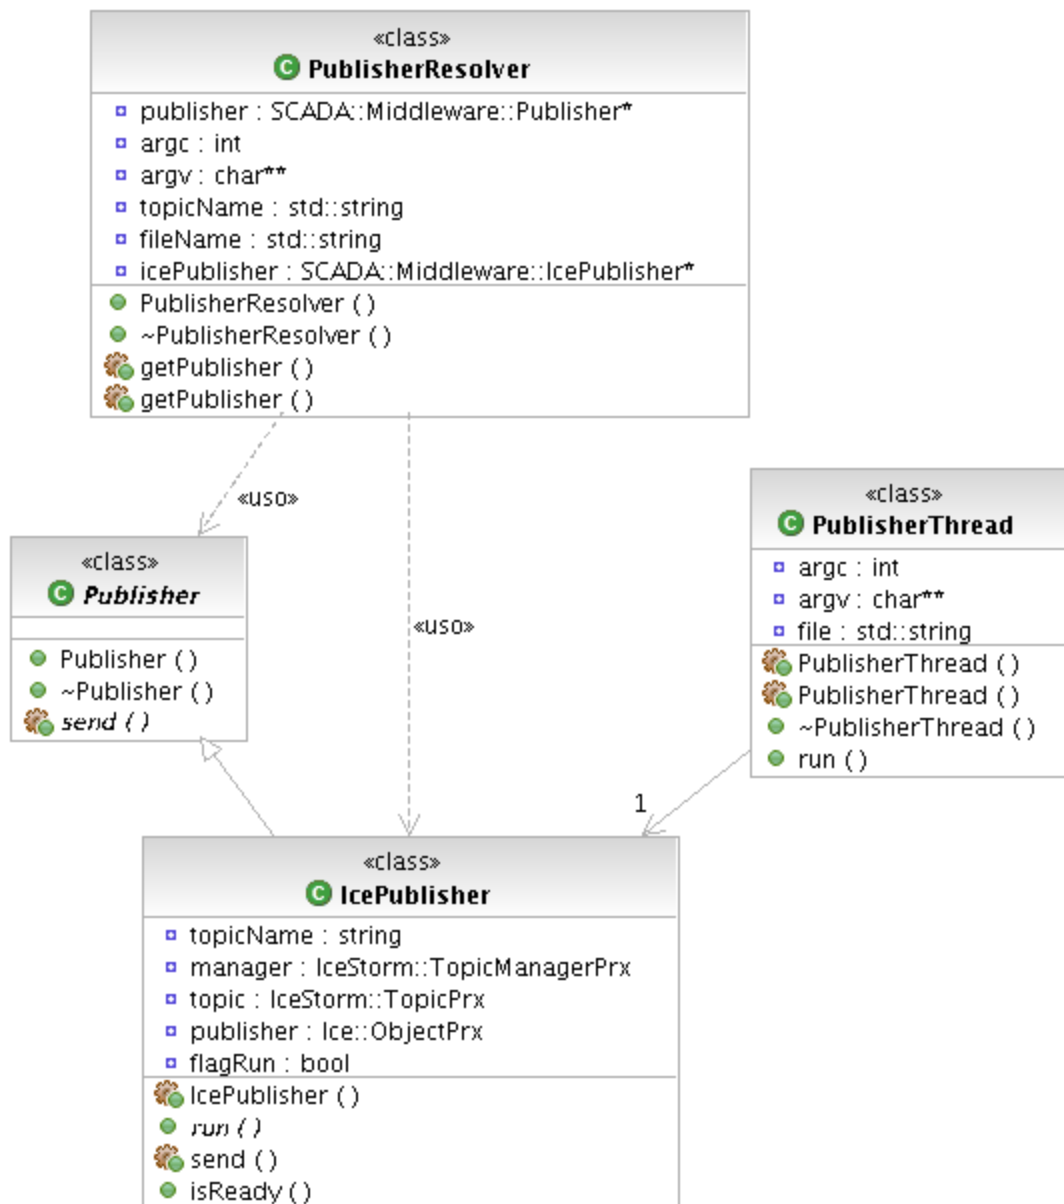 «class»
C PublisherResolver
publisher : SCADA::Middleware::Publisher*
argc : int
argv : char**
topicName : std::string
fileName : std::string
icePublisher : SCADA::Middleware::IcePublisher*
PublisherResolver ()
~PublisherResolver ()
getPublisher ()
getPublisher ()
«uso»
«uso»
«class»
C Publisher
Publisher ()
~Publisher ()
send ()
«class»
C PublisherThread
argc : int
argv : char**
file : std::string
PublisherThread ()
PublisherThread ()
~PublisherThread ()
run ()
1
«class»
C IcePublisher
topicName : string
manager : IceStorm::TopicManagerPrx
topic : IceStorm::TopicPrx
publisher : Ice::ObjectPrx
flagRun : bool
IcePublisher ()
run ()
send ()
isReady ()